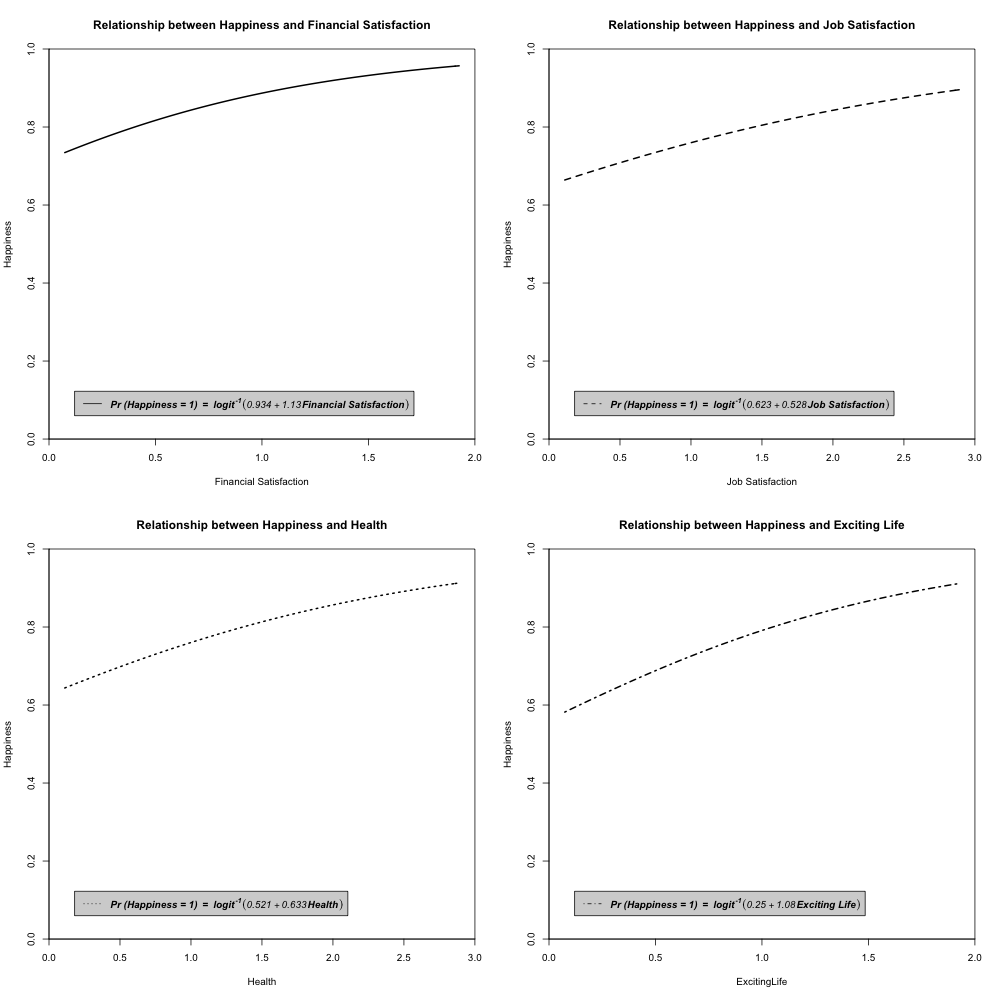 Relationship between Happiness and Financial Satisfaction
Happiness
1.0
0.8
0.6
0.4
0.2
0.0
Pr (Happiness = 1) = logit⁻¹(0.934 + 1.13Financial Satisfaction)
0.0 0.5 1.0 1.5 2.0
Financial Satisfaction
Relationship between Happiness and Job Satisfaction
Happiness
1.0
0.8
0.6
0.4
0.2
0.0
Pr (Happiness = 1) = logit⁻¹(0.623 + 0.528Job Satisfaction)
0.0 0.5 1.0 1.5 2.0 2.5 3.0
Job Satisfaction
Relationship between Happiness and Health
Happiness
1.0
0.8
0.6
0.4
0.2
0.0
Pr (Happiness = 1) = logit⁻¹(0.521 + 0.633Health)
0.0 0.5 1.0 1.5 2.0 2.5 3.0
Health
Relationship between Happiness and Exciting Life
Happiness
1.0
0.8
0.6
0.4
0.2
0.0
Pr (Happiness = 1) = logit⁻¹(0.25 + 1.08Exciting Life)
0.0 0.5 1.0 1.5 2.0
ExcitingLife